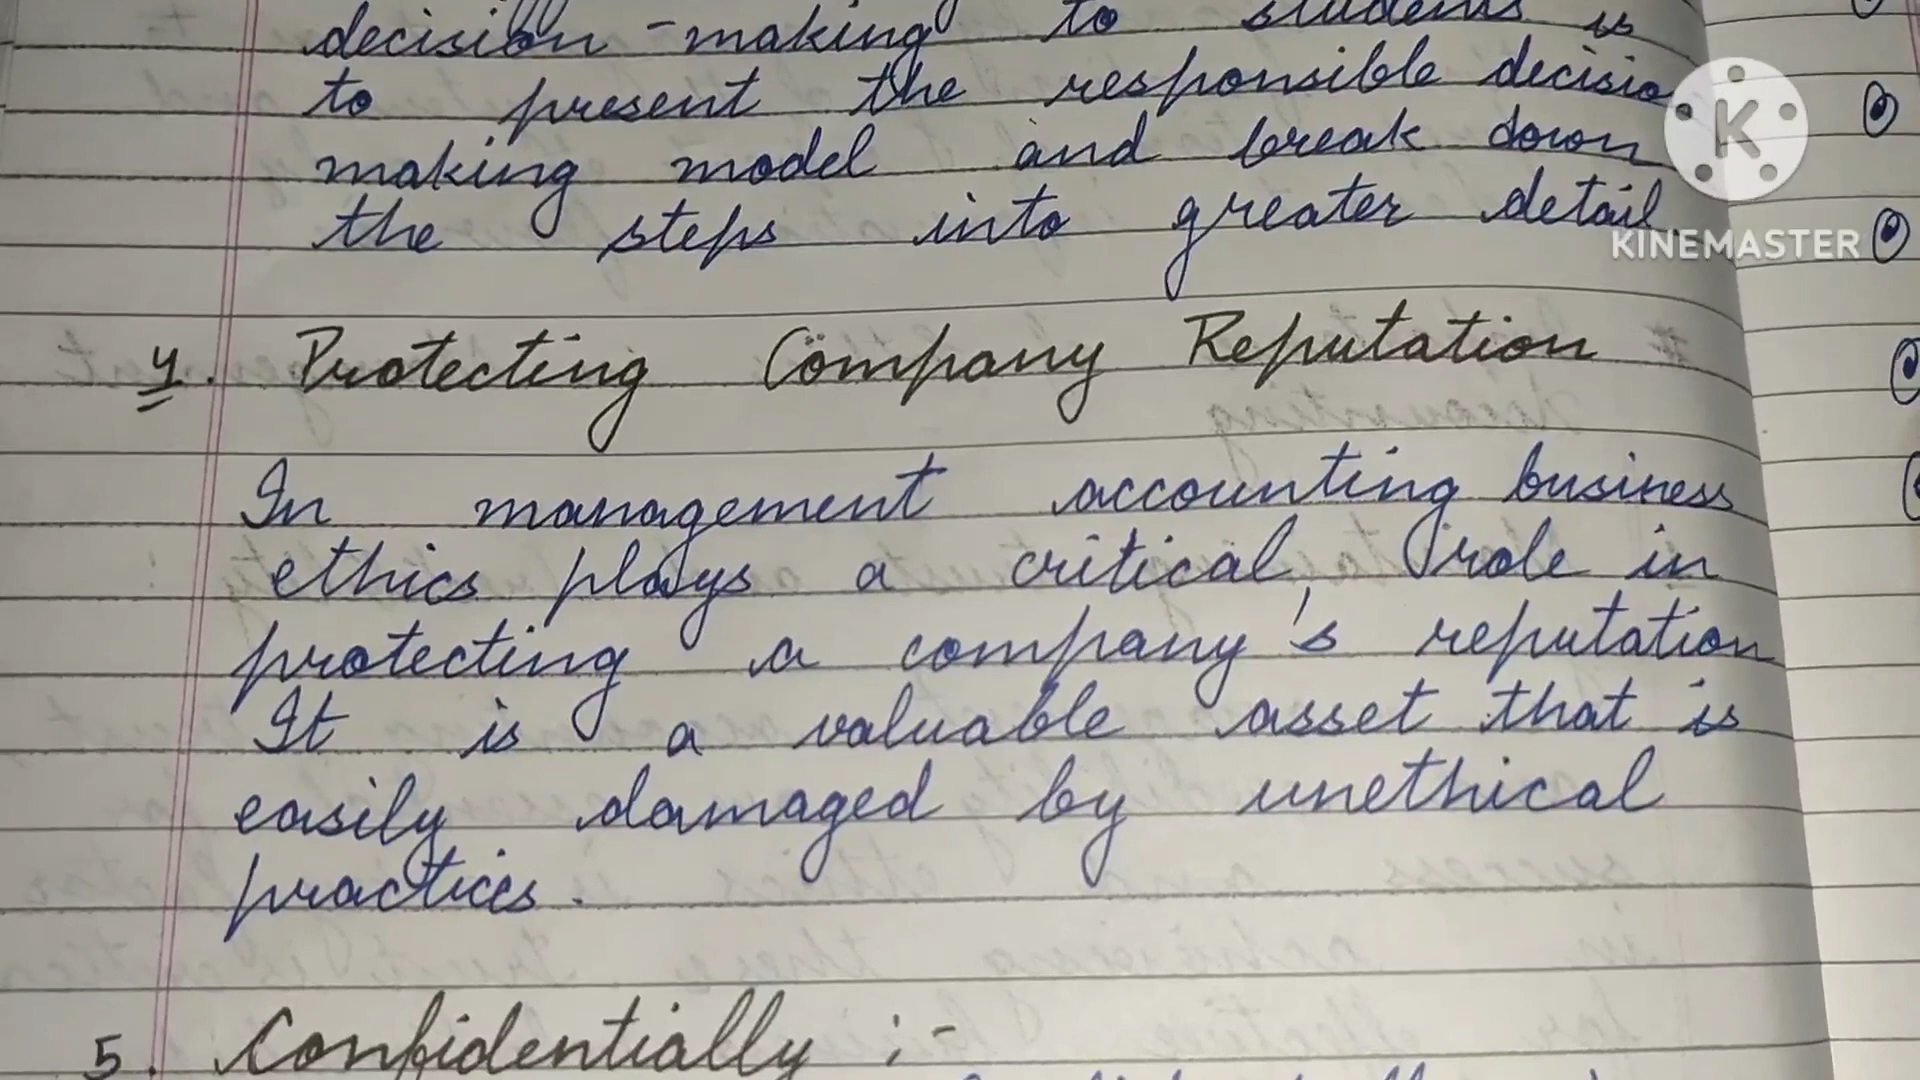 decision-making to students is
to present the responsible decision
making model and break down
the steps into greater detail.
KINEMASTER
4. Protecting Company Reputation
In management accounting business
ethics plays a critical role in
protecting a company's reputation
It is a valuable asset that is
easily damaged by unethical
practices.
5. Confidentially :-